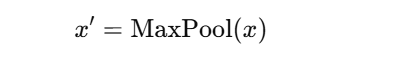 x′ = MaxPool(x)